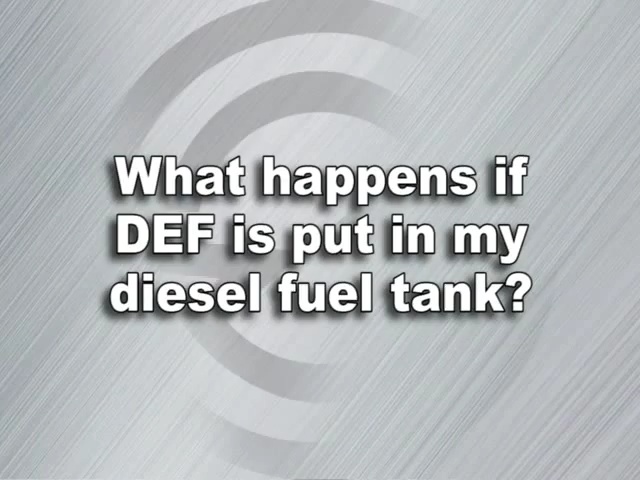 What happens if
DEF is put in my
diesel fuel tank?